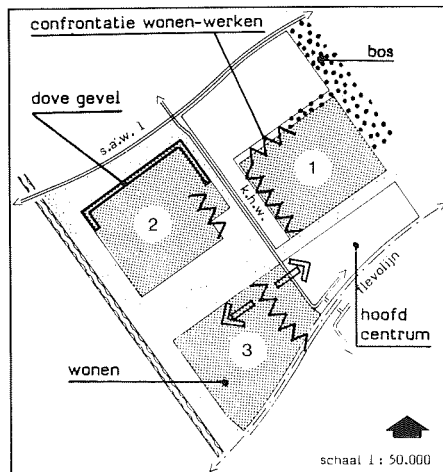 confrontatie wonen-werken
bos
dove gevel
s.a.w. 1
k.h.w.
1
2
flevolijn
hoofd
centrum
3
wonen
schaal 1 : 50.000